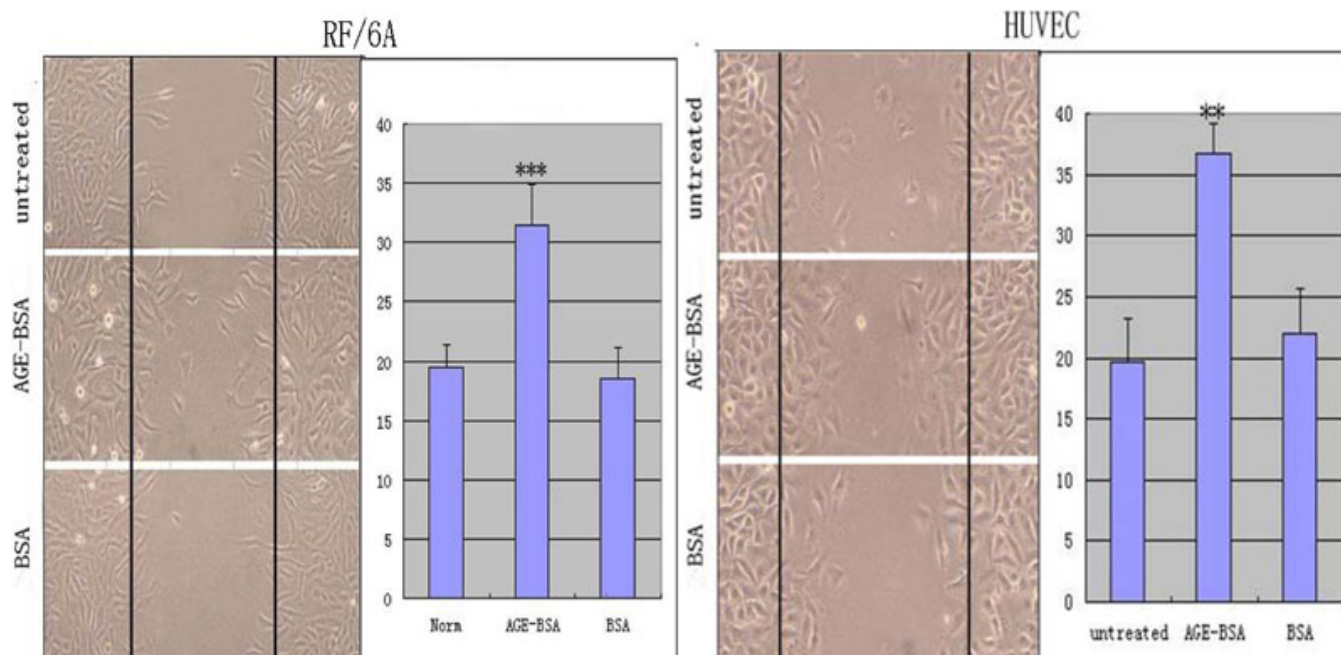 RF/6A
untreated
AGE-BSA
BSA
40
35
30
25
20
15
10
5
0
***
Norm AGE-BSA BSA
HUVEC
untreated
AGE-BSA
BSA
40
35
30
25
20
15
10
5
0
**
untreated AGE-BSA BSA